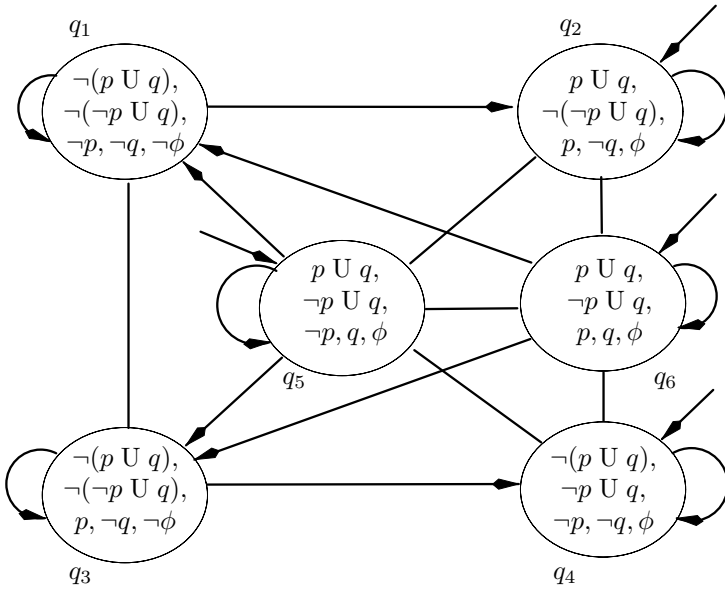 q₁
¬(p U q),
¬(¬p U q),
¬p, ¬q, ¬ϕ
q₂
p U q,
¬(¬p U q),
p, ¬q, ϕ
p U q,
¬p U q,
¬p, q, ϕ
q₅
p U q,
¬p U q,
p, q, ϕ
q₆
¬(p U q),
¬(¬p U q),
p, ¬q, ¬ϕ
q₃
¬(p U q),
¬p U q,
¬p, ¬q, ϕ
q₄